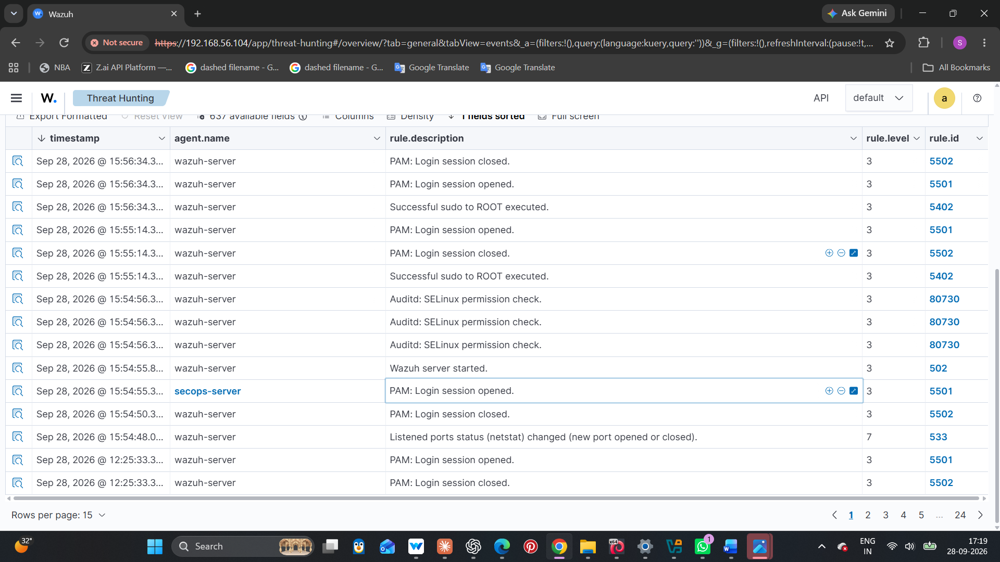 Wazuh
Ask Gemini
Not secure
https://192.168.56.104/app/threat-hunting#/overview/?tab=general&tabView=events&_a=(filters:!(),query:(language:kuery,query:''))&_g=(filters:!(),refreshInterval:(pause:!t,...
S
NBA
Z.ai API Platform —...
dashed filename - G...
dashed filename - G...
Google Translate
Google Translate
All Bookmarks
W.
Threat Hunting
API
default
a
Export Formatted
Reset view
637 available fields
Columns
Density
1 fields sorted
Full screen
timestamp agent.name rule.description rule.level rule.id
Sep 28, 2026 @ 15:56:34.3... wazuh-server PAM: Login session closed. 3 5502
Sep 28, 2026 @ 15:56:34.3... wazuh-server PAM: Login session opened. 3 5501
Sep 28, 2026 @ 15:56:34.3... wazuh-server Successful sudo to ROOT executed. 3 5402
Sep 28, 2026 @ 15:55:14.3... wazuh-server PAM: Login session opened. 3 5501
Sep 28, 2026 @ 15:55:14.3... wazuh-server PAM: Login session closed. 3 5502
Sep 28, 2026 @ 15:55:14.3... wazuh-server Successful sudo to ROOT executed. 3 5402
Sep 28, 2026 @ 15:54:56.3... wazuh-server Auditd: SELinux permission check. 3 80730
Sep 28, 2026 @ 15:54:56.3... wazuh-server Auditd: SELinux permission check. 3 80730
Sep 28, 2026 @ 15:54:56.3... wazuh-server Auditd: SELinux permission check. 3 80730
Sep 28, 2026 @ 15:54:55.8... wazuh-server Wazuh server started. 3 502
Sep 28, 2026 @ 15:54:55.3... secops-server PAM: Login session opened. 3 5501
Sep 28, 2026 @ 15:54:50.3... wazuh-server PAM: Login session closed. 3 5502
Sep 28, 2026 @ 15:54:48.0... wazuh-server Listened ports status (netstat) changed (new port opened or closed). 7 533
Sep 28, 2026 @ 12:25:33.3... wazuh-server PAM: Login session opened. 3 5501
Sep 28, 2026 @ 12:25:33.3... wazuh-server PAM: Login session closed. 3 5502
Rows per page: 15
1 2 3 4 5 ... 24
32°
Search
x64
1
ENG
IN
17:19
28-09-2026